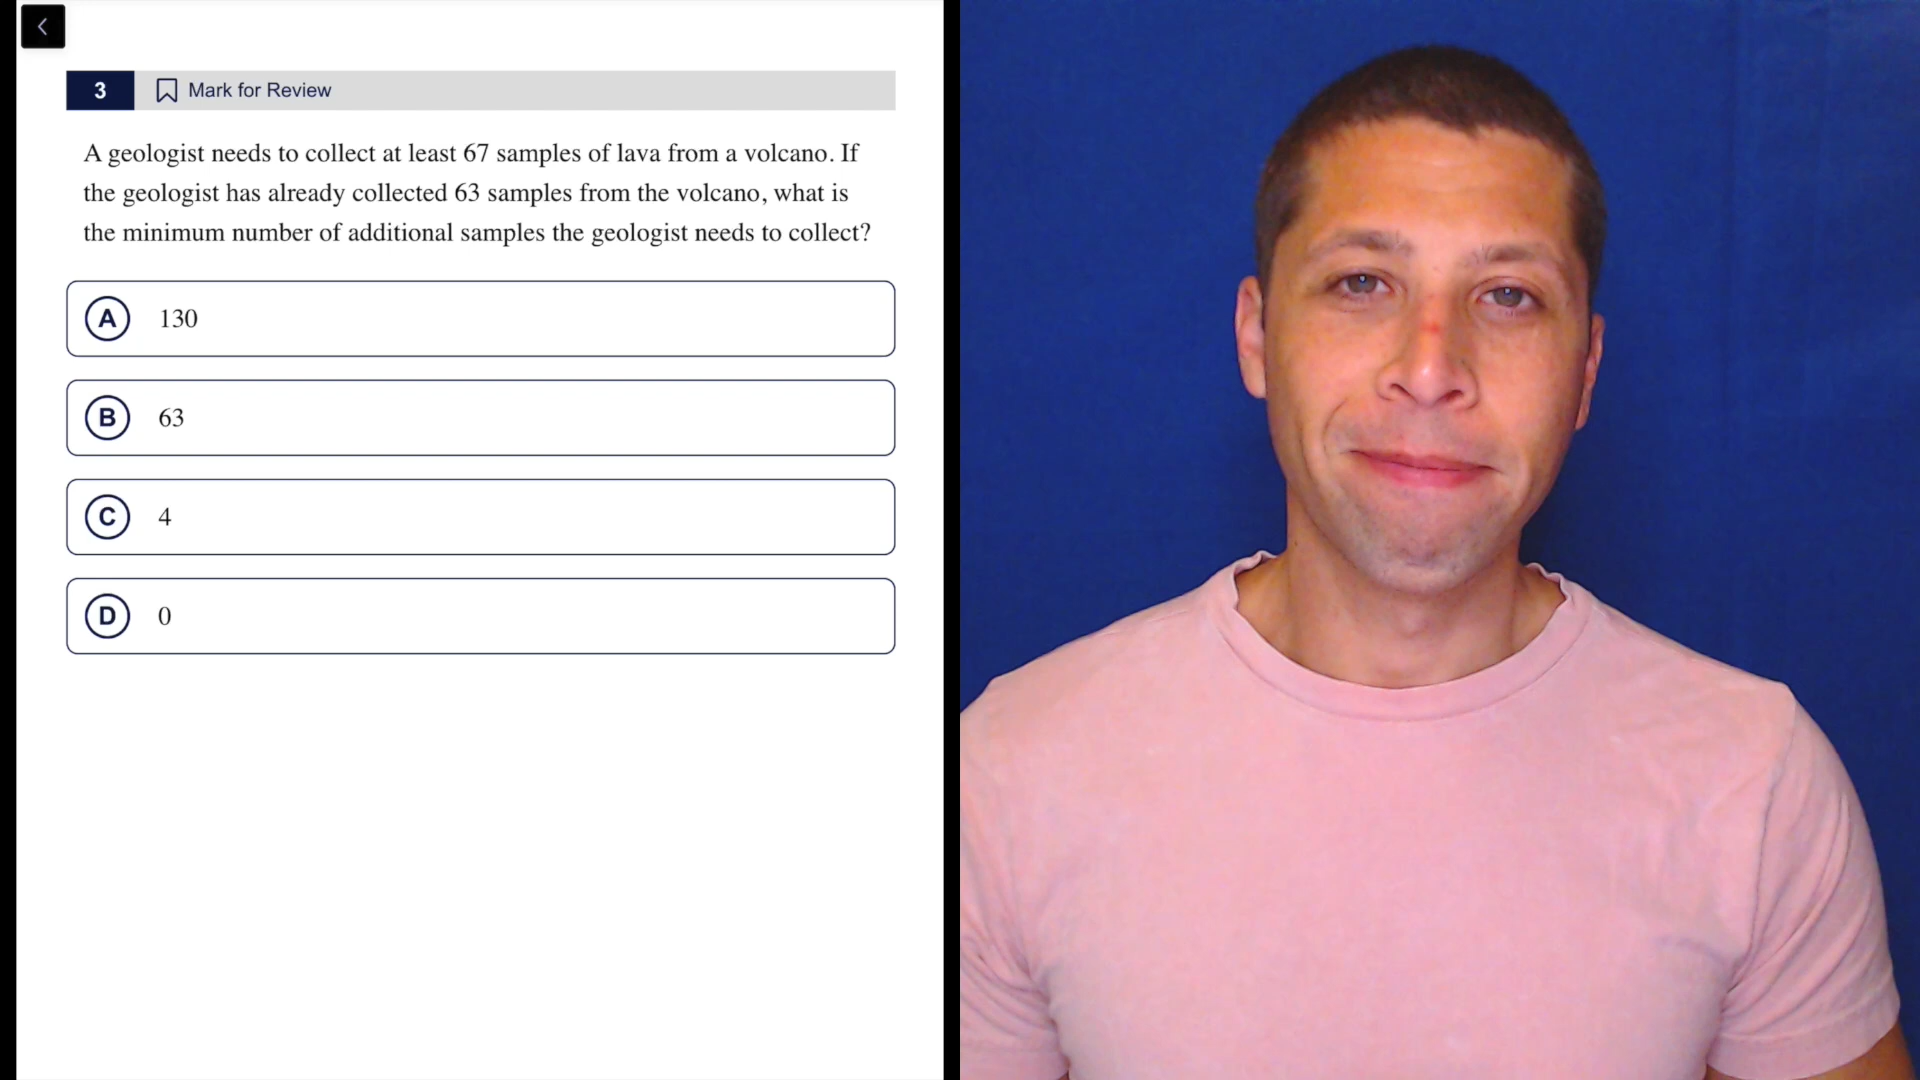 3 Mark for Review
A geologist needs to collect at least 67 samples of lava from a volcano. If
the geologist has already collected 63 samples from the volcano, what is
the minimum number of additional samples the geologist needs to collect?
A 130
B 63
C 4
D 0